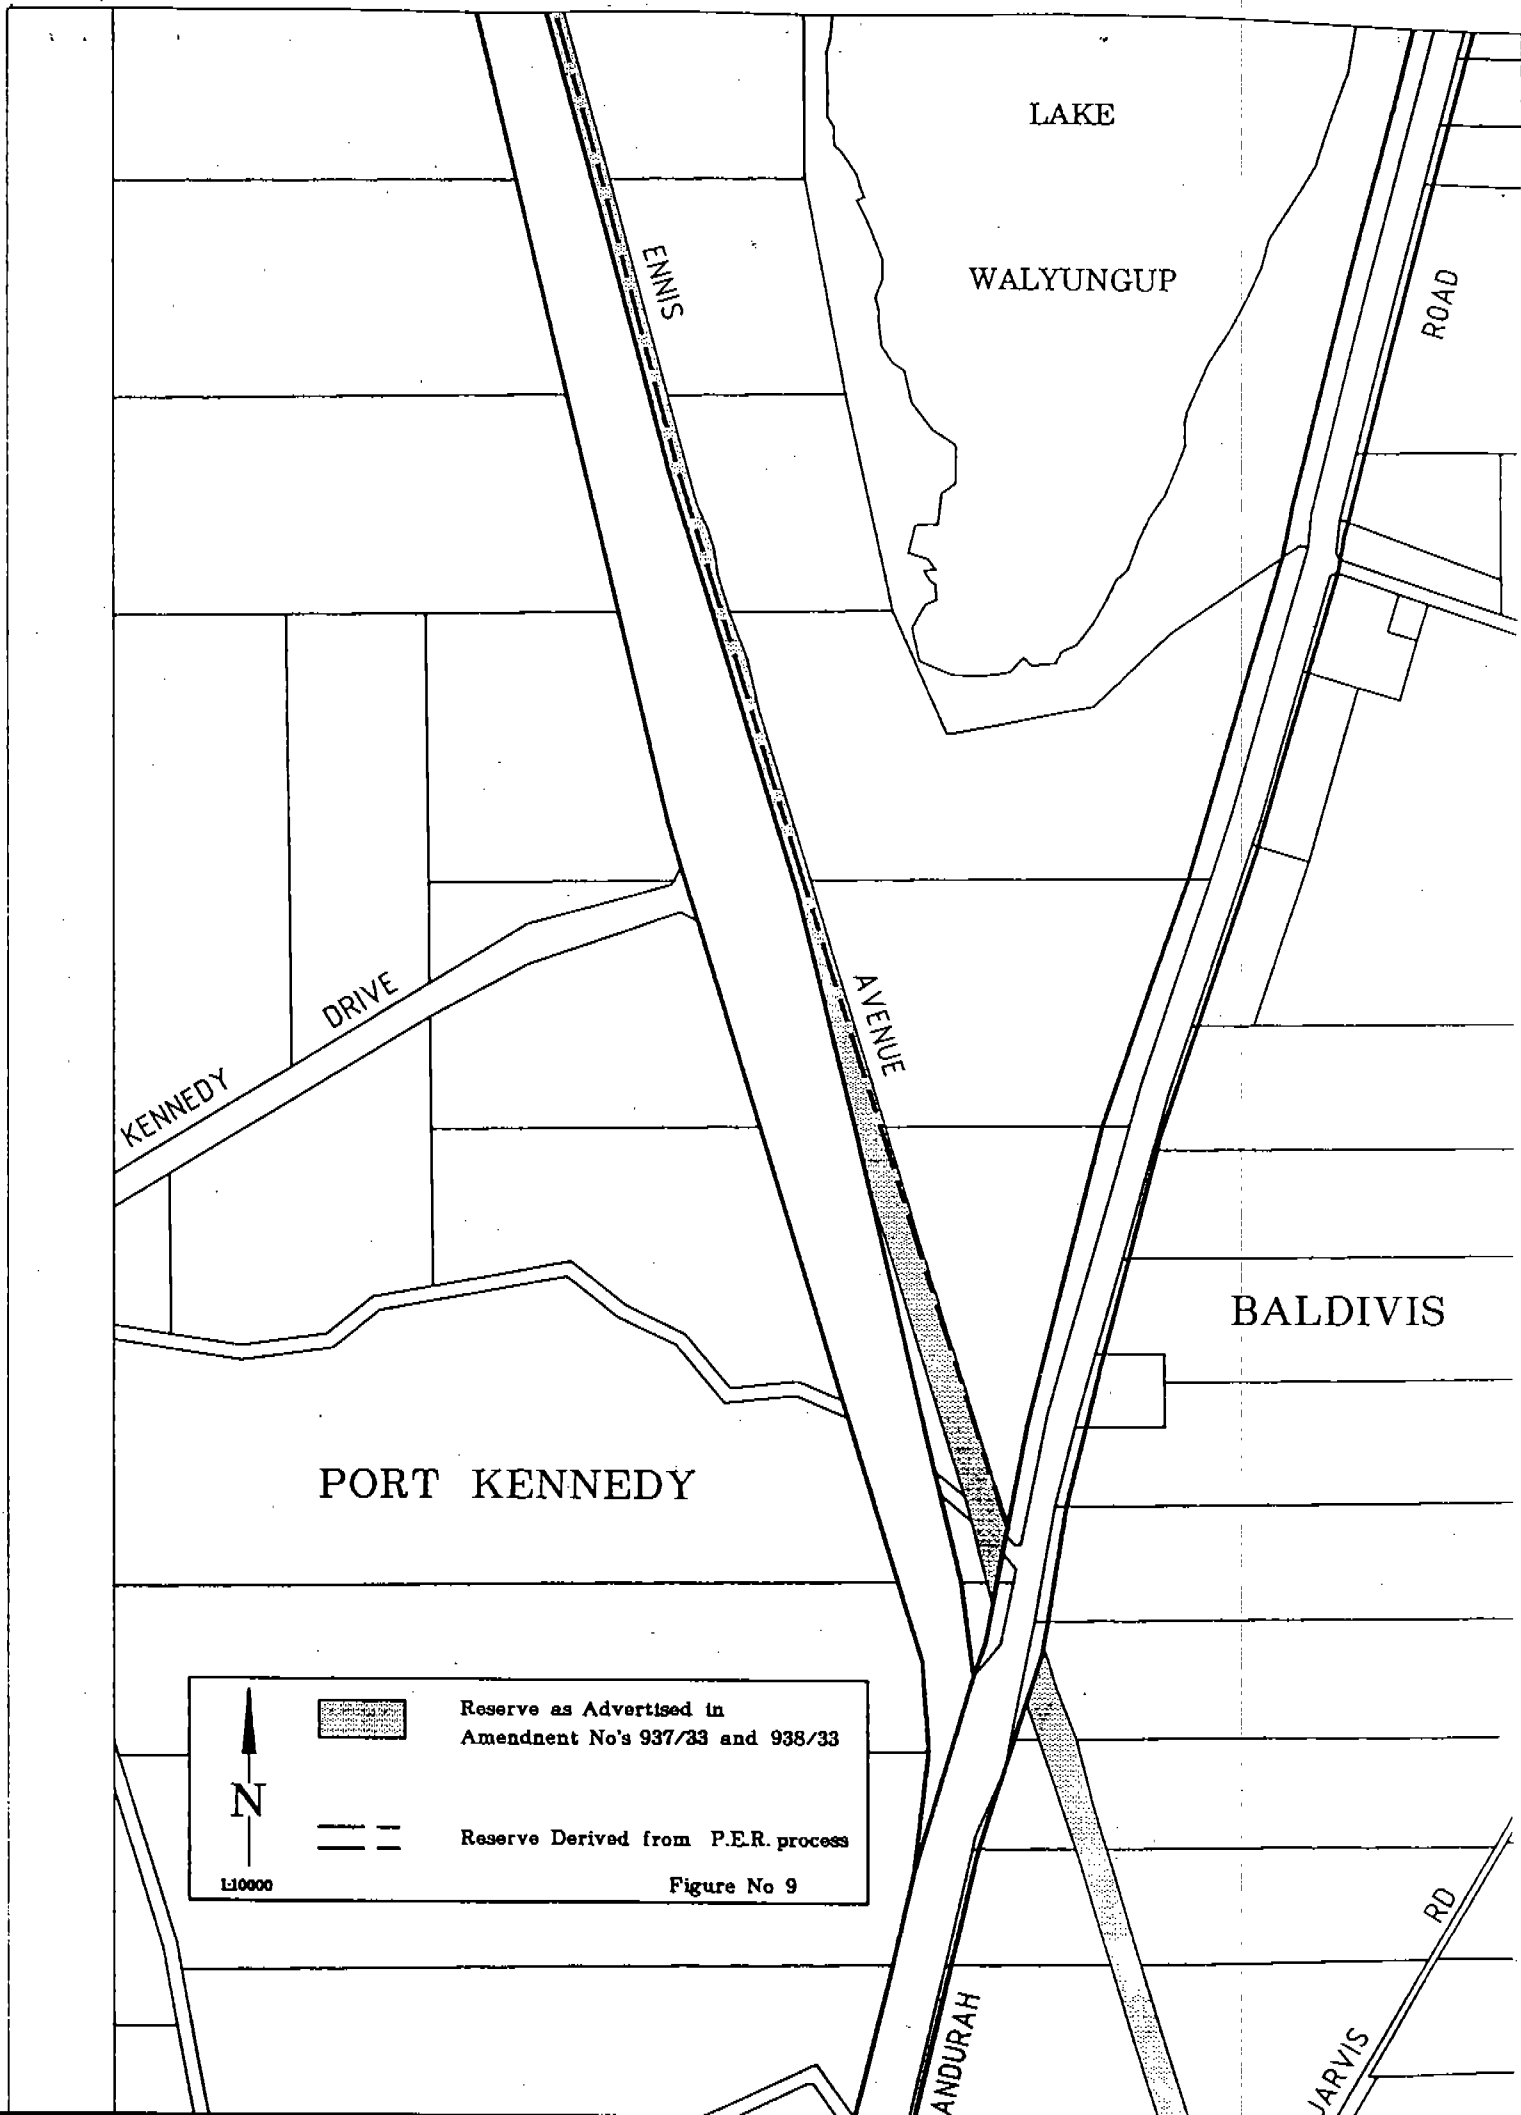 LAKE
WALYUNGUP
ENNIS
ROAD
AVENUE
DRIVE
KENNEDY
BALDIVIS
PORT KENNEDY
Reserve as Advertised in
Amendnent No's 937/33 and 938/33
N
Reserve Derived from P.E.R. process
1:10000
Figure No 9
RD
ANDURAH
JARVIS